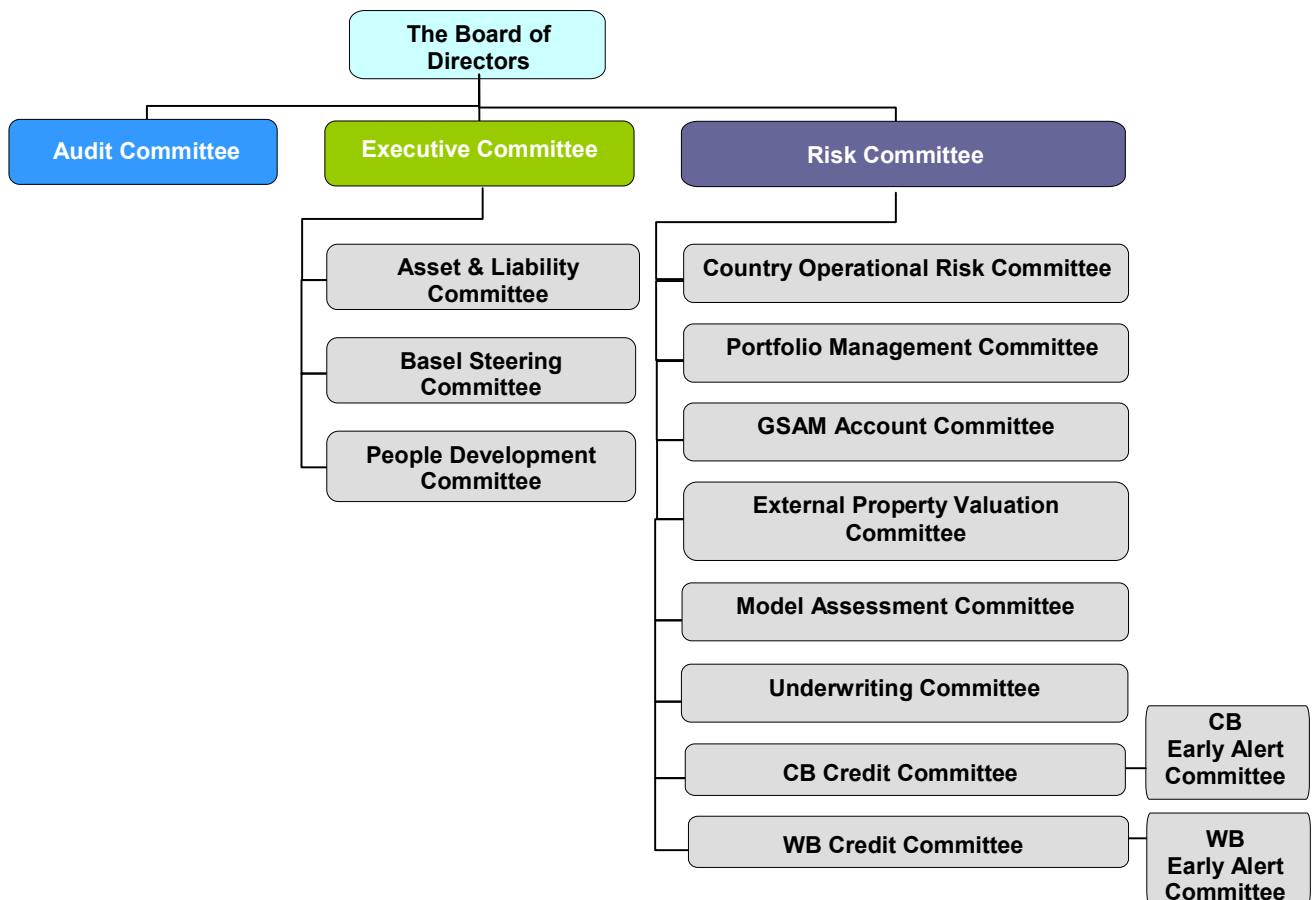 The Board of
Directors
Audit Committee
Executive Committee
Risk Committee
Asset & Liability
Committee
Basel Steering
Committee
People Development
Committee
Country Operational Risk Committee
Portfolio Management Committee
GSAM Account Committee
External Property Valuation
Committee
Model Assessment Committee
Underwriting Committee
CB Credit Committee
CB
Early Alert
Committee
WB Credit Committee
WB
Early Alert
Committee